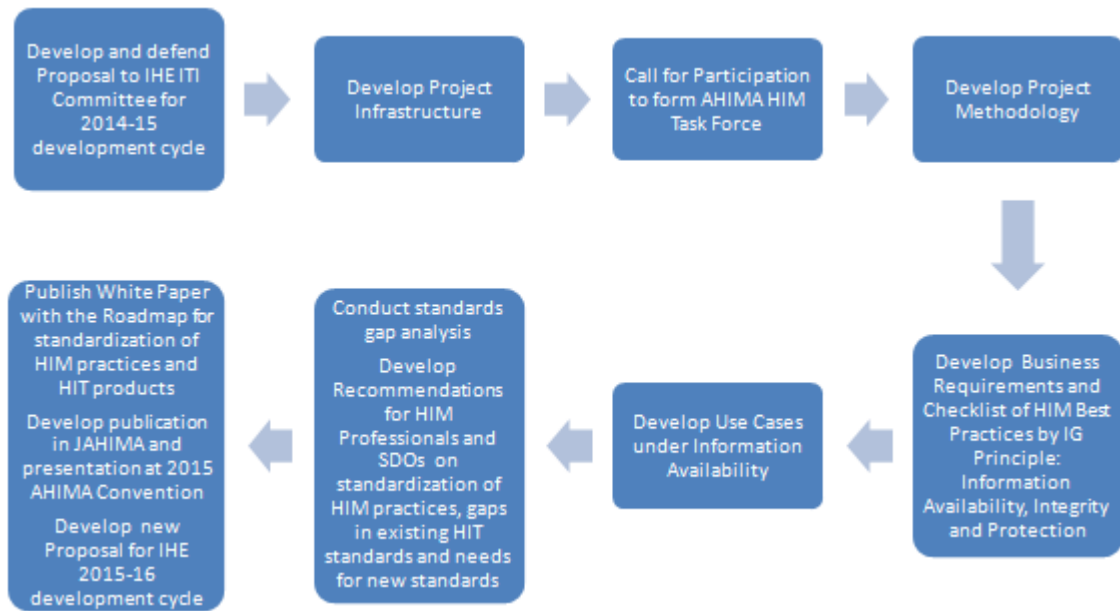 Develop and defend
Proposal to IHE ITI
Committee for
2014-15
development cycle
Develop Project
Infrastructure
Call for Participation
to form AHIMA HIM
Task Force
Develop Project
Methodology
Develop Business
Requirements and
Checklist of HIM Best
Practices by IG
Principle:
Information
Availability, Integrity
and Protection
Develop Use Cases
under Information
Availability
Conduct standards
gap analysis
Develop
Recommendations
for HIM
Professionals and
SDOs on
standardization of
HIM practices, gaps
in existing HIT
standards and needs
for new standards
Publish White Paper
with the Roadmap for
standardization of
HIM practices and
HIT products
Develop publication
in JAHIMA and
presentation at 2015
AHIMA Convention
Develop new
Proposal for IHE
2015-16
development cycle